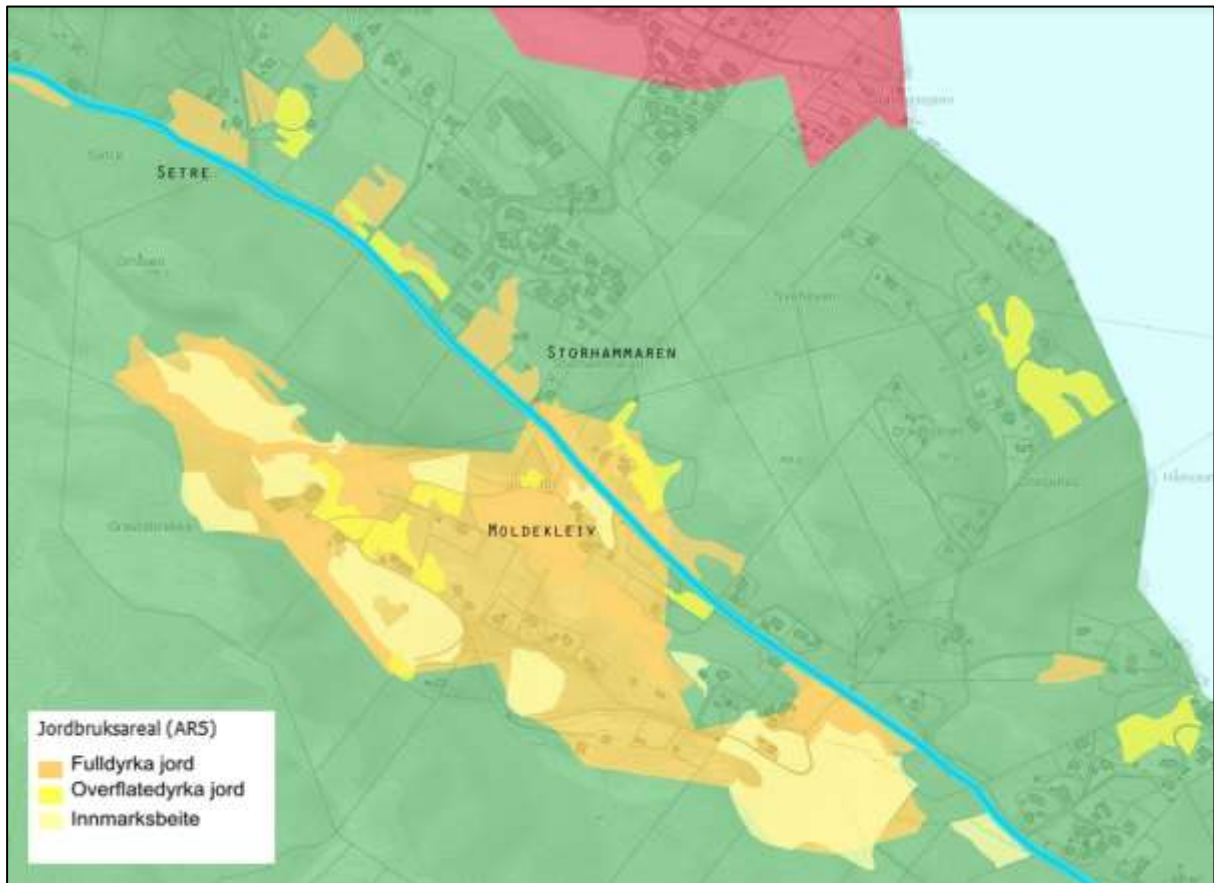 SETRE
STORHAMMAREN
MOLDEKLEIV
Jordbruksareal (AR5)
Fulldyrka jord
Overflatedyrka jord
Innmarksbeite